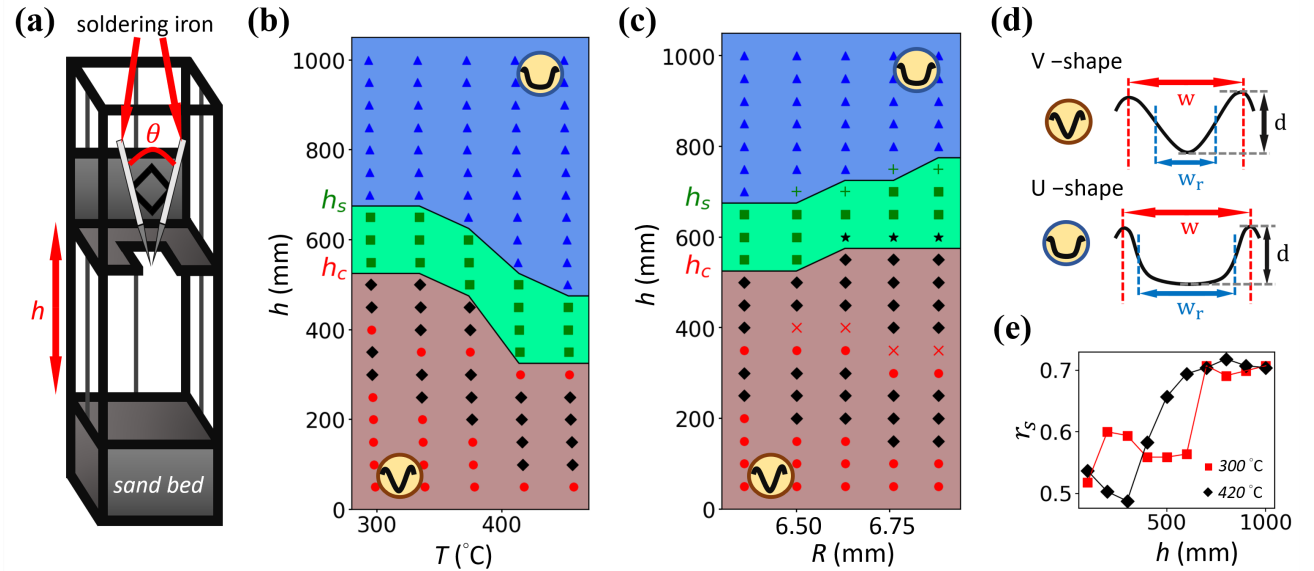 (a)
soldering iron
θ
h
sand bed
(b)
1000
800
h_s
600
h_c
400
200
0
h (mm)
300
400
T (°C)
(c)
1000
800
h_s
600
h_c
400
200
0
h (mm)
6.50
6.75
R (mm)
(d)
V –shape
w
d
w_r
U –shape
w
d
w_r
(e)
0.7
0.6
0.5
r_s
300 °C
420 °C
500
1000
h (mm)